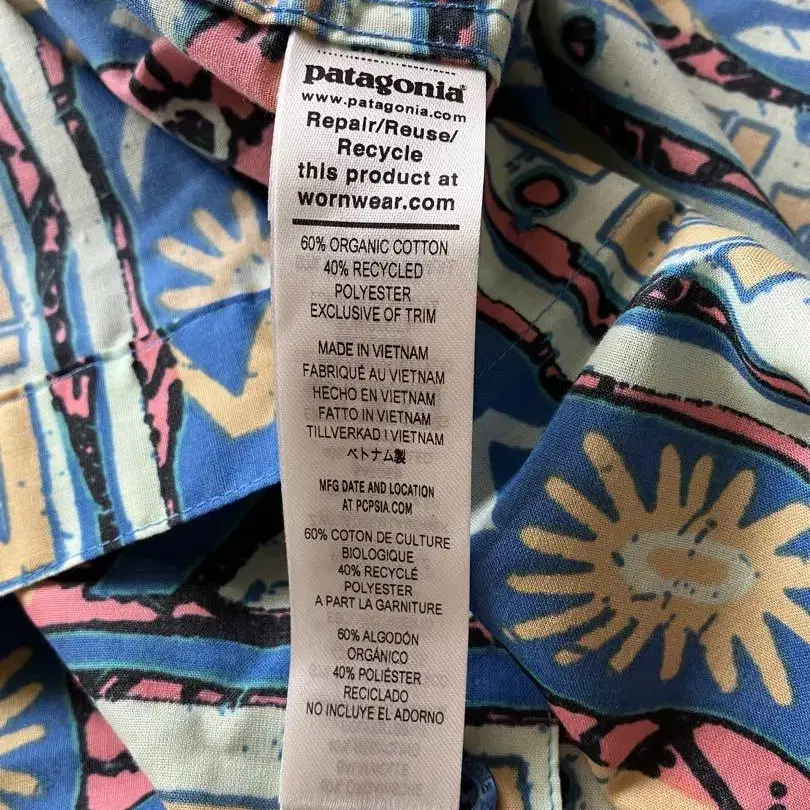 patagonia®
www.patagonia.com
Repair/Reuse/
Recycle
this product at
wornwear.com
60% ORGANIC COTTON
40% RECYCLED
POLYESTER
EXCLUSIVE OF TRIM
MADE IN VIETNAM
FABRIQUÉ AU VIETNAM
HECHO EN VIETNAM
FATTO IN VIETNAM
TILLVERKAD I VIETNAM
ベトナム製
MFG DATE AND LOCATION
AT PCPSIA.COM
60% COTON DE CULTURE
BIOLOGIQUE
40% RECYCLÉ
POLYESTER
A PART LA GARNITURE
60% ALGODÓN
ORGÁNICO
40% POLIÉSTER
RECICLADO
NO INCLUYE EL ADORNO